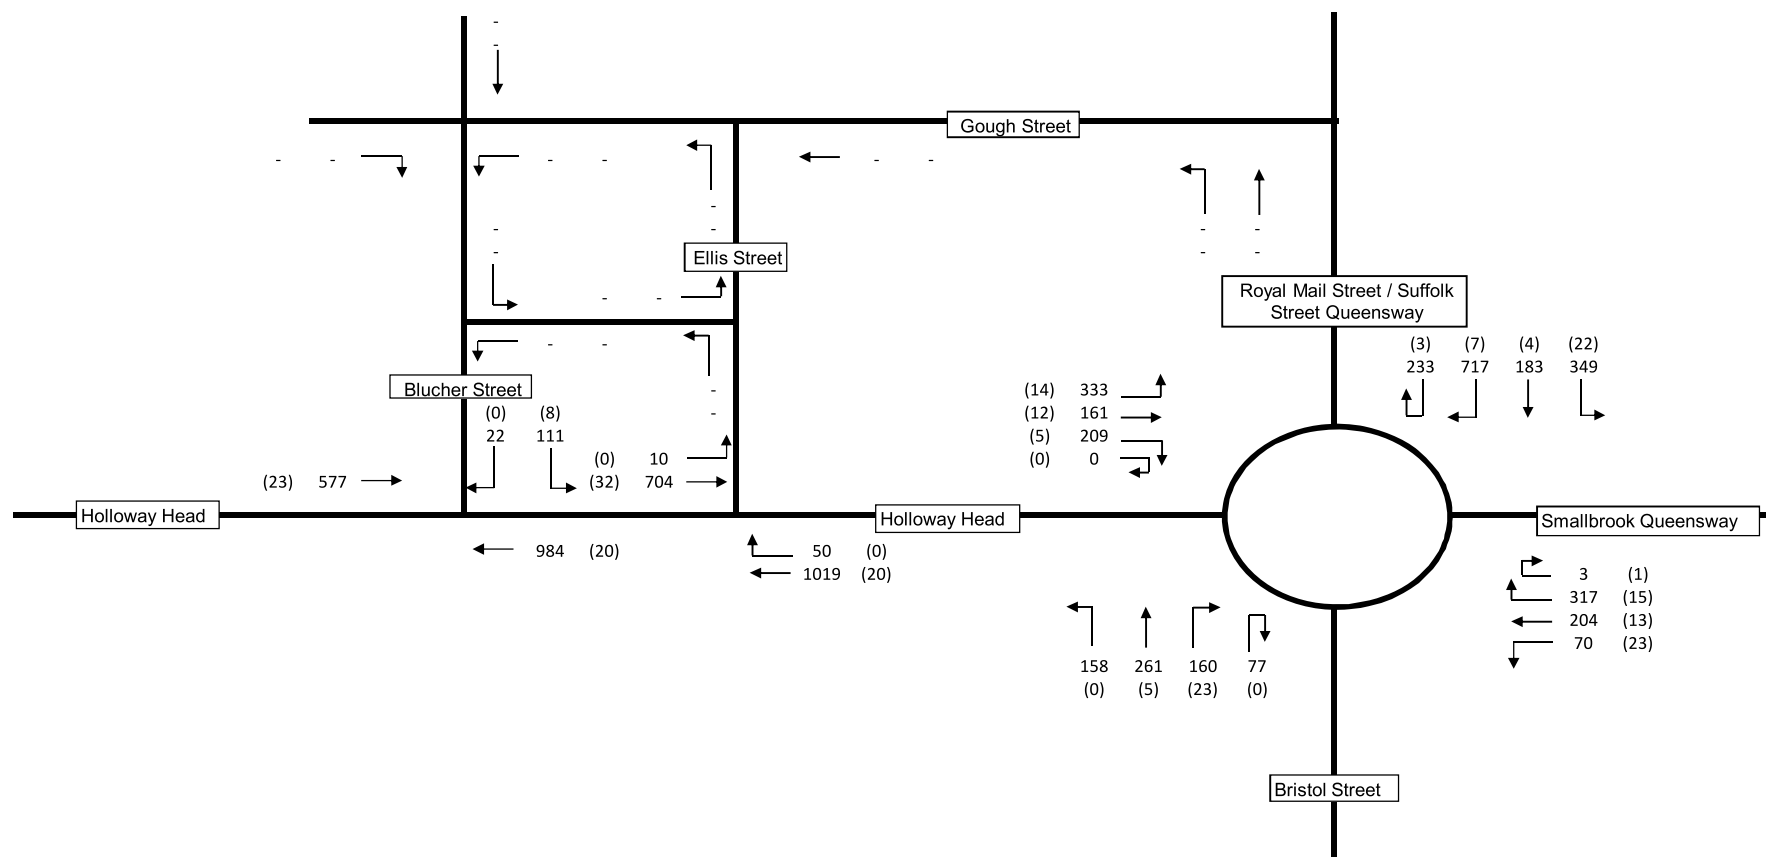 -
-
Gough Street
- -
- -
- -
-
-
-
-
- -
- -
-
-
Ellis Street
- -
Royal Mail Street / Suffolk
Street Queensway
- -
Blucher Street
-
-
(3) (7) (4) (22)
233 717 183 349
(14) 333
(12) 161
(5) 209
(0) 0
(0) (8)
22 111
(0) 10
(23) 577
(32) 704
Holloway Head
Holloway Head
Smallbrook Queensway
984 (20)
50 (0)
1019 (20)
3 (1)
317 (15)
204 (13)
70 (23)
158 261 160 77
(0) (5) (23) (0)
Bristol Street